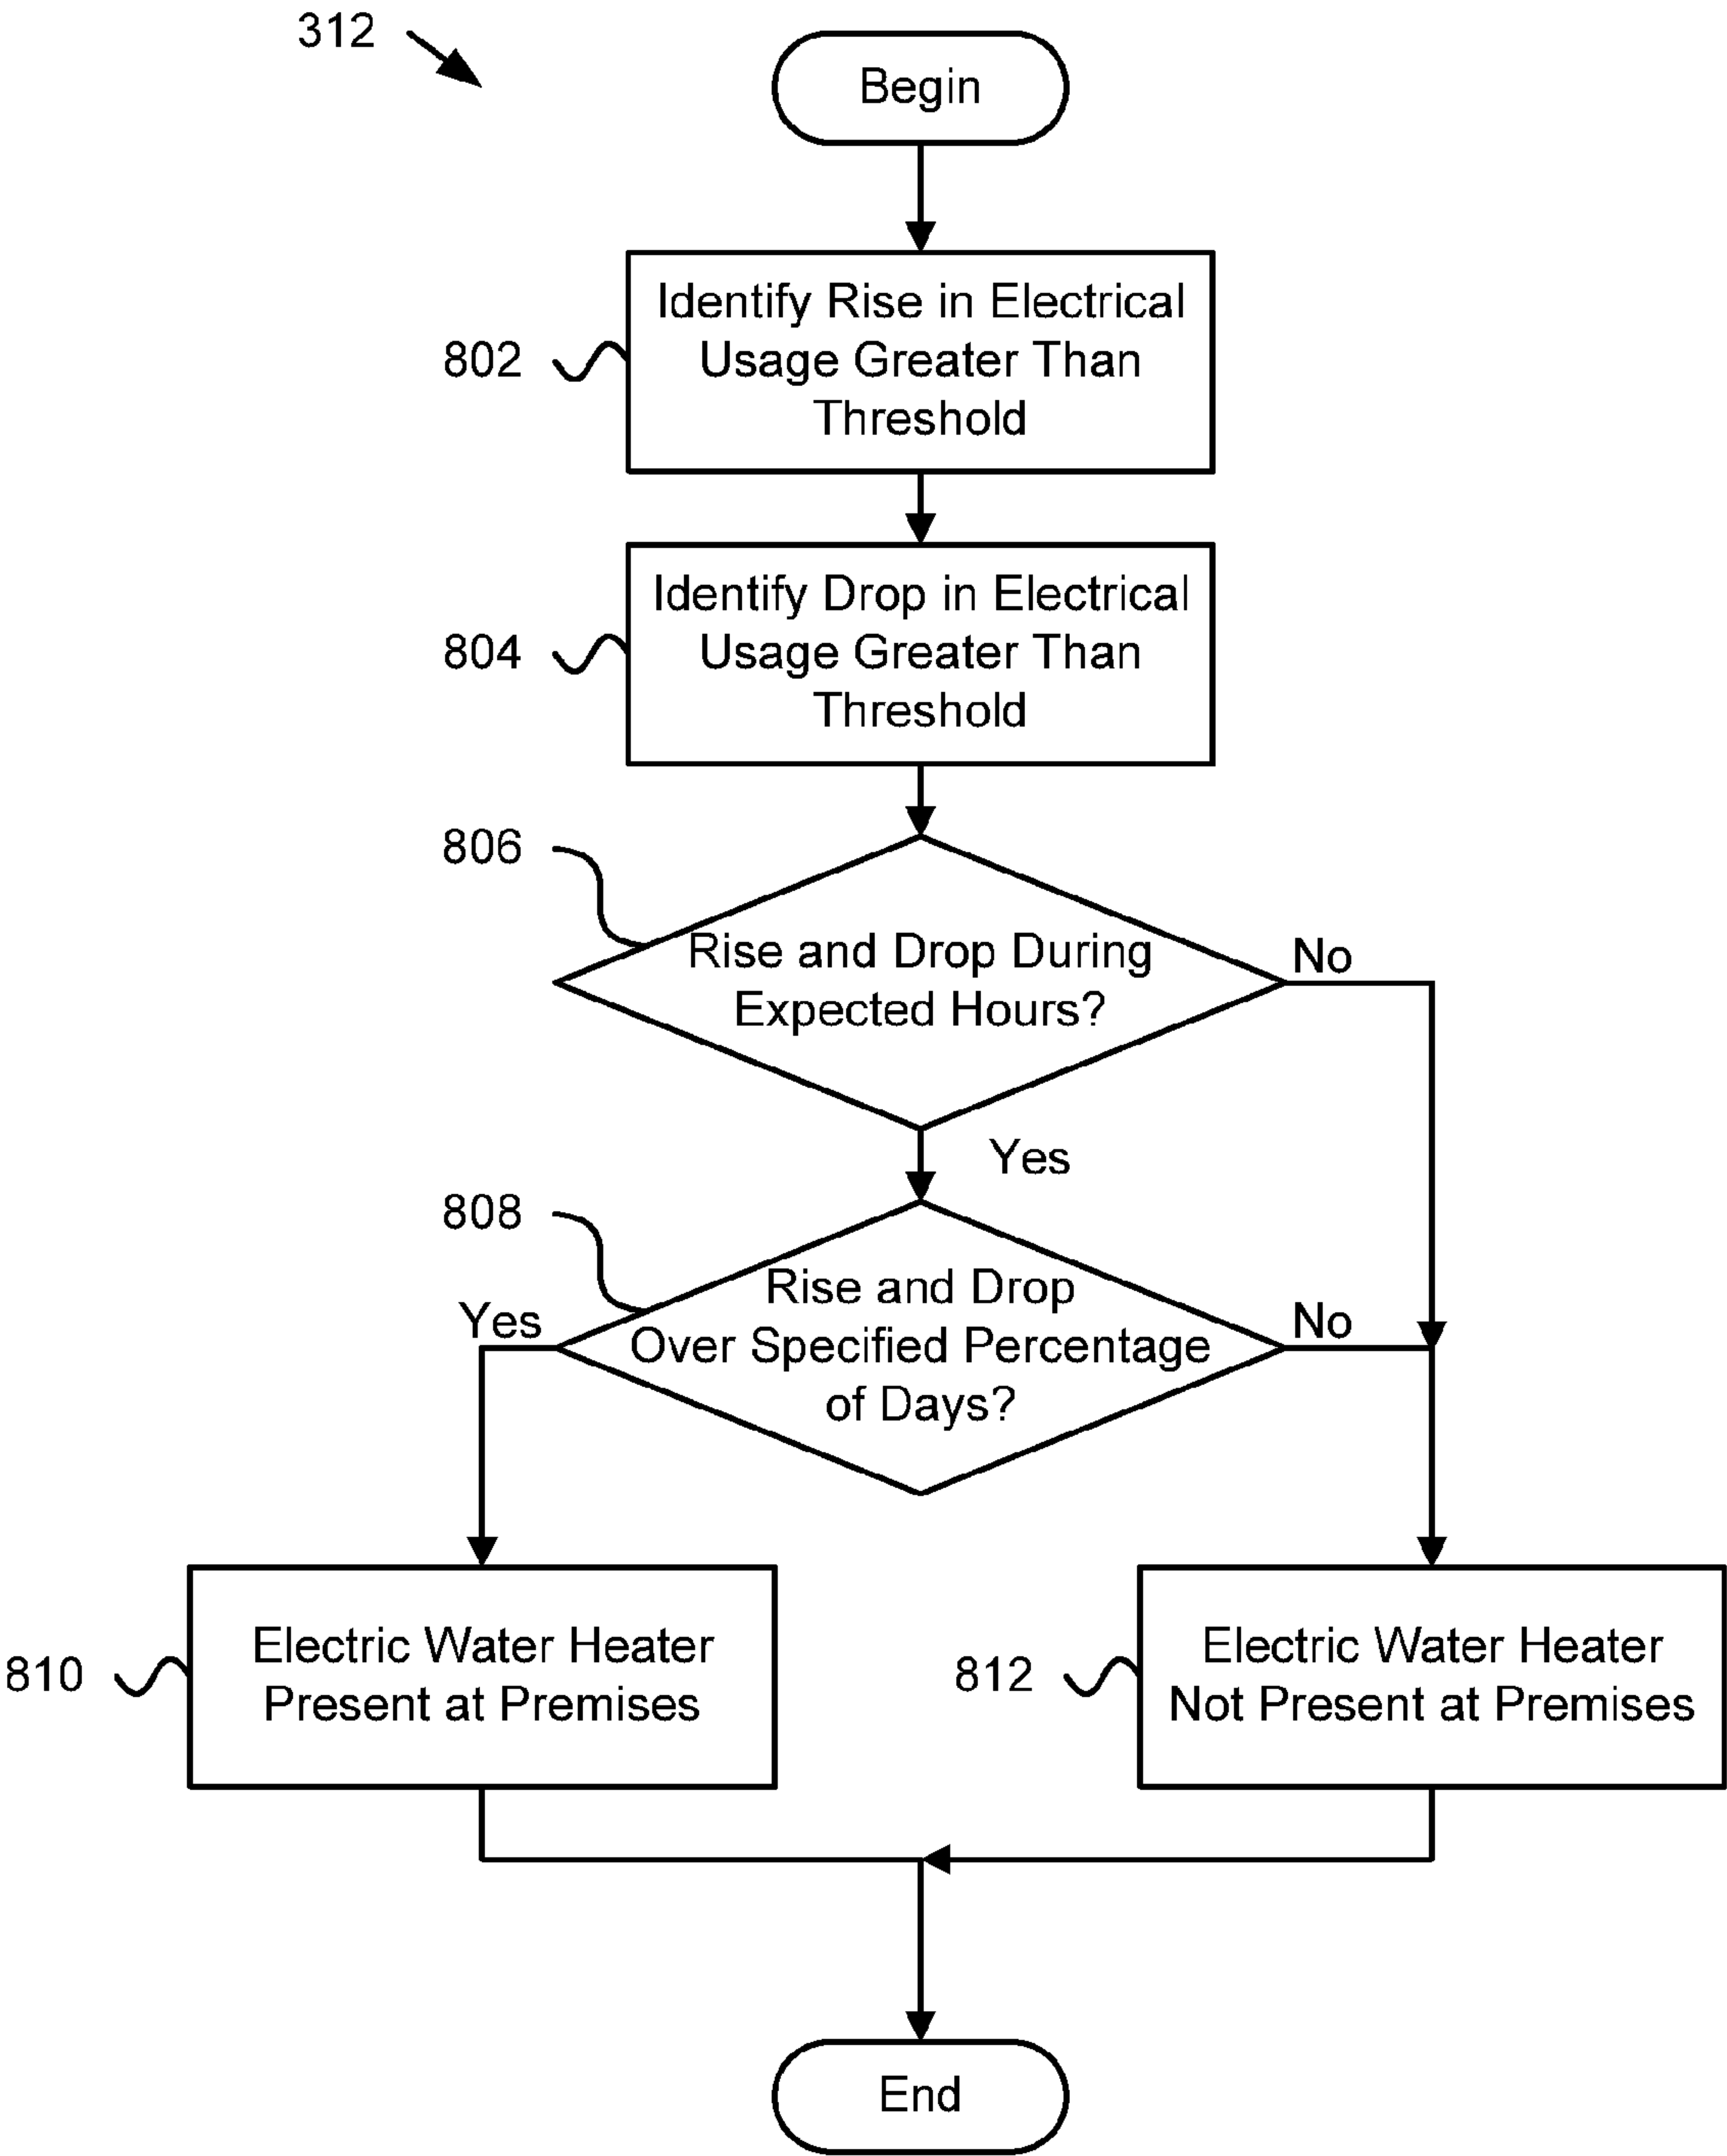 312
Begin
802
Identify Rise in Electrical
Usage Greater Than
Threshold
804
Identify Drop in Electrical
Usage Greater Than
Threshold
806
Rise and Drop During
Expected Hours?
No
Yes
808
Rise and Drop
Over Specified Percentage
of Days?
Yes
No
810
Electric Water Heater
Present at Premises
812
Electric Water Heater
Not Present at Premises
End